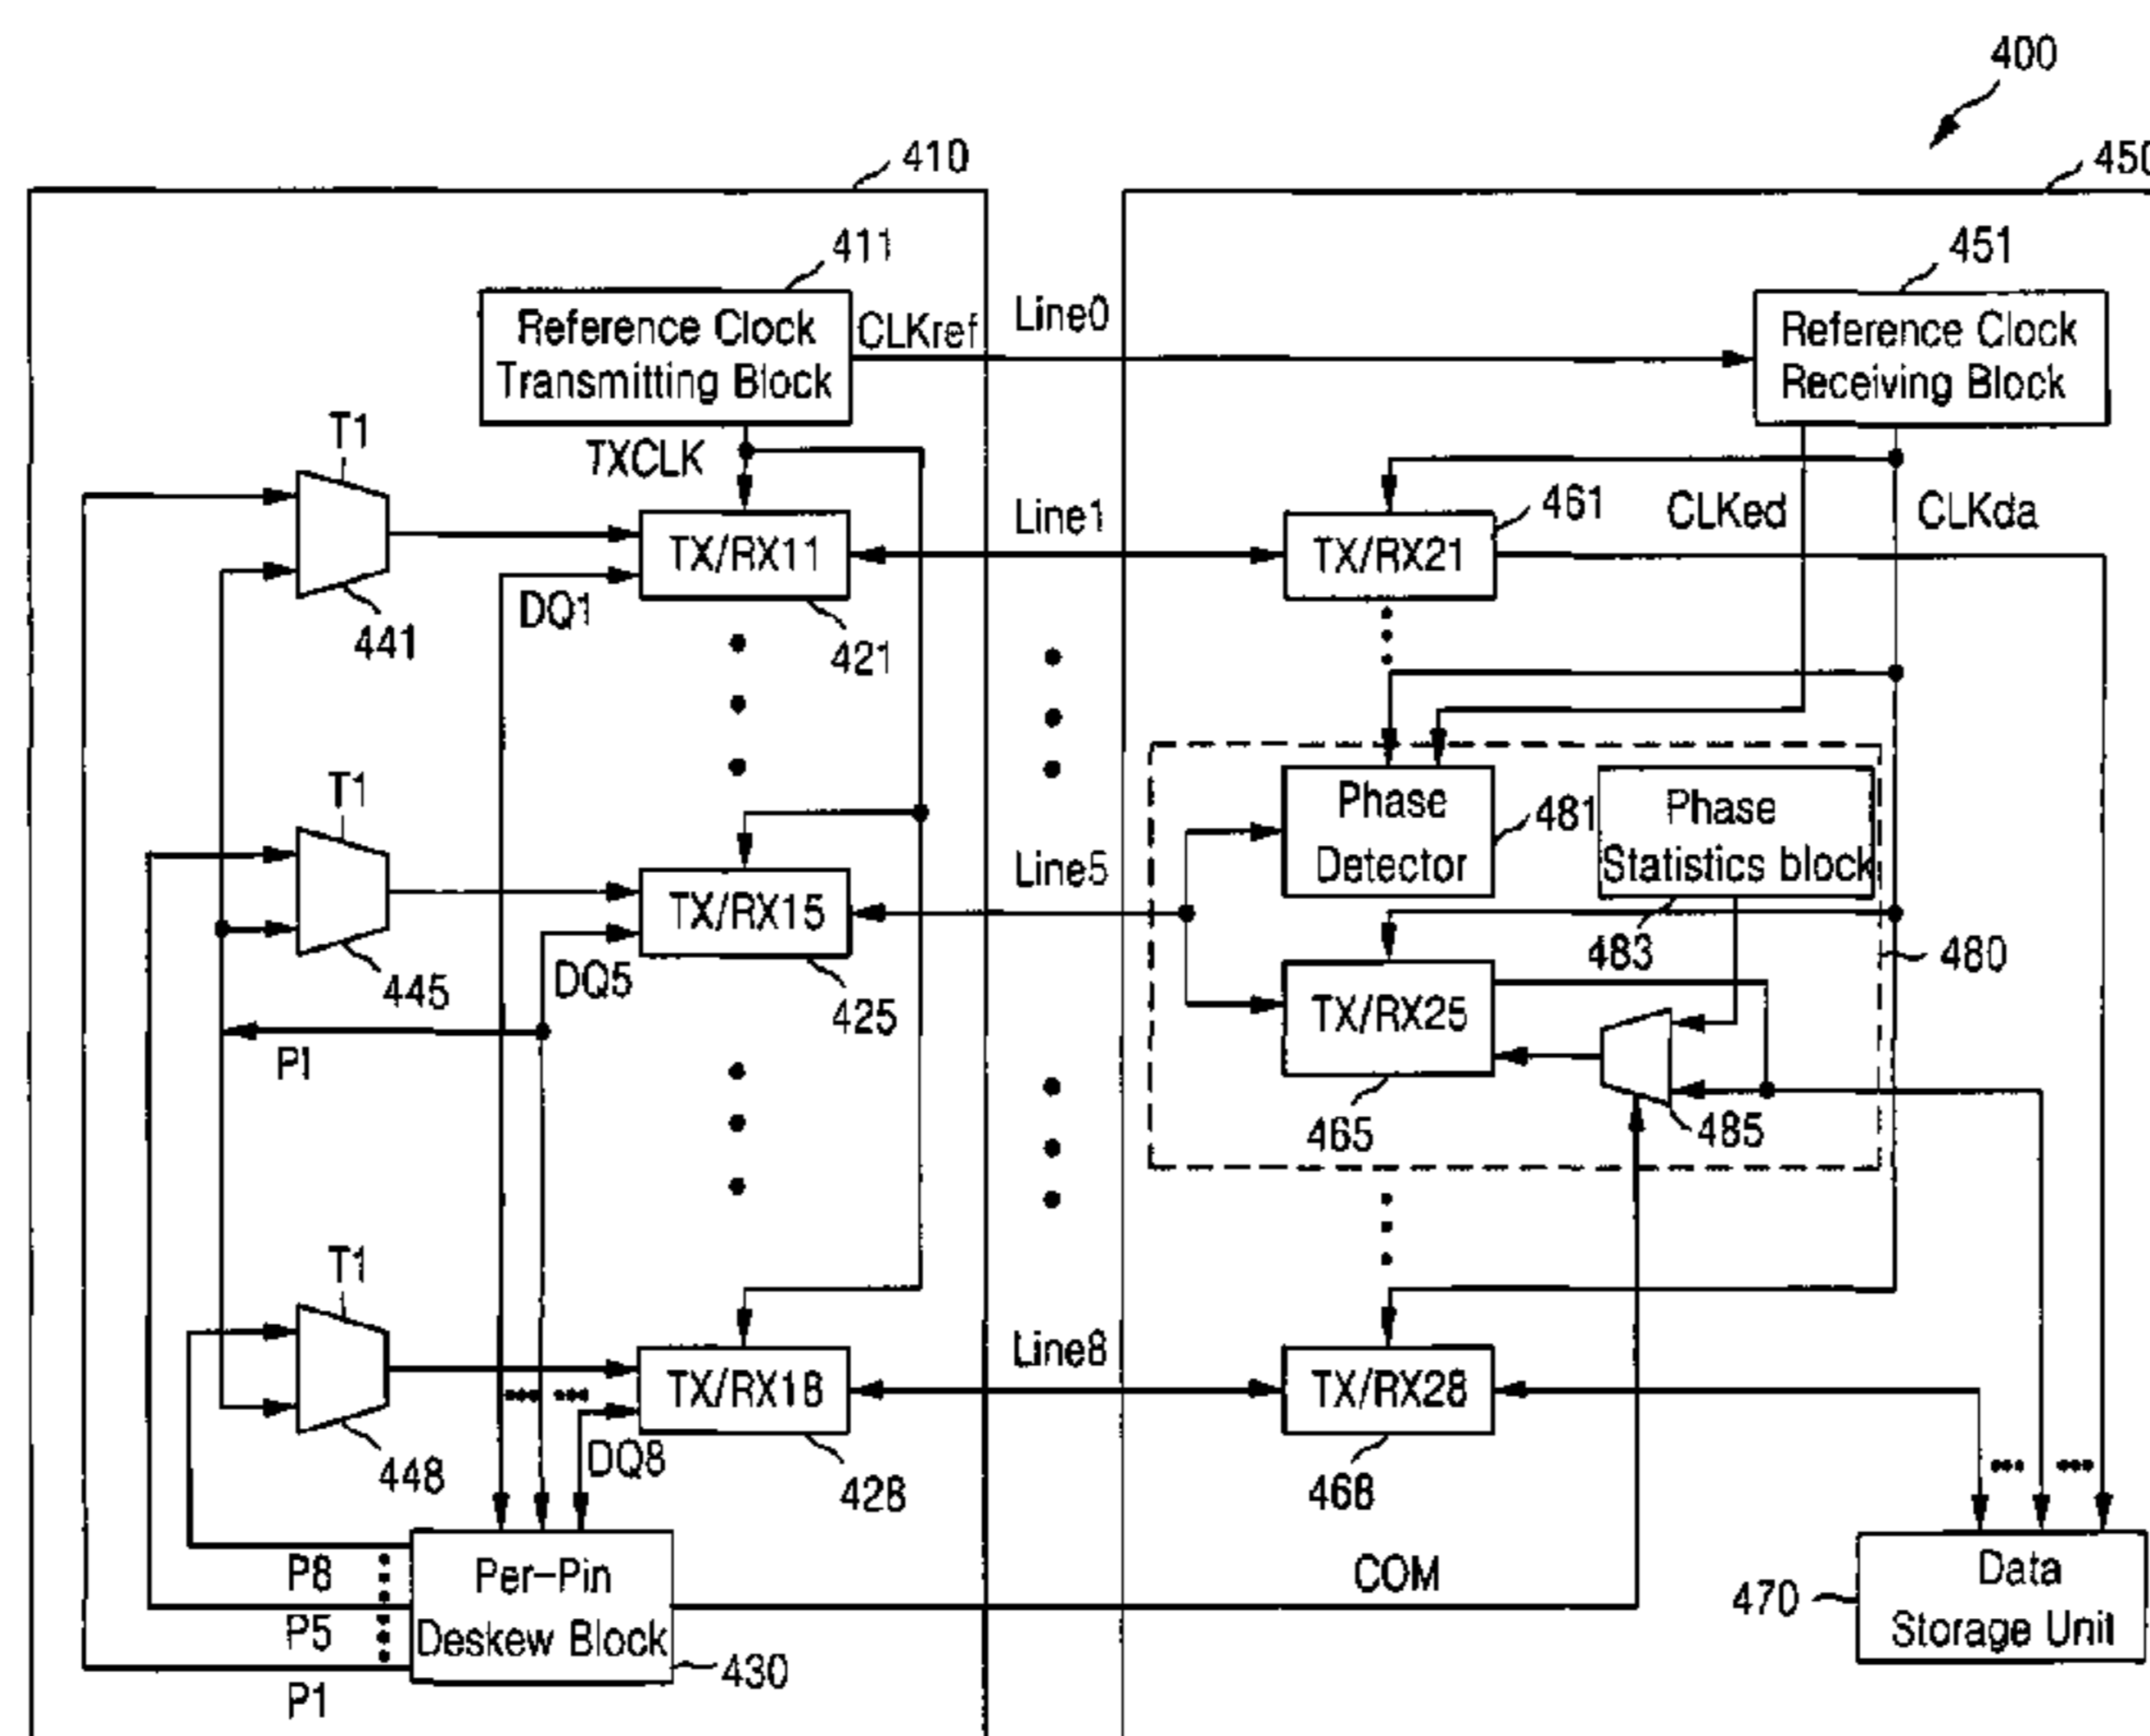 400
410
450
411
451
Reference Clock
Transmitting Block
CLKref
Line0
Reference Clock
Receiving Block
T1
TXCLK
441
TX/RX11
DQ1
421
Line1
TX/RX21
461
CLKed
CLKda
T1
445
TX/RX15
DQ5
425
PI
Line5
Phase
Detector
481
Phase
Statistics block
483
480
TX/RX25
465
485
T1
448
TX/RX18
DQ8
428
Line8
TX/RX28
468
P8
P5
P1
Per-Pin
Deskew Block
430
COM
470
Data
Storage Unit